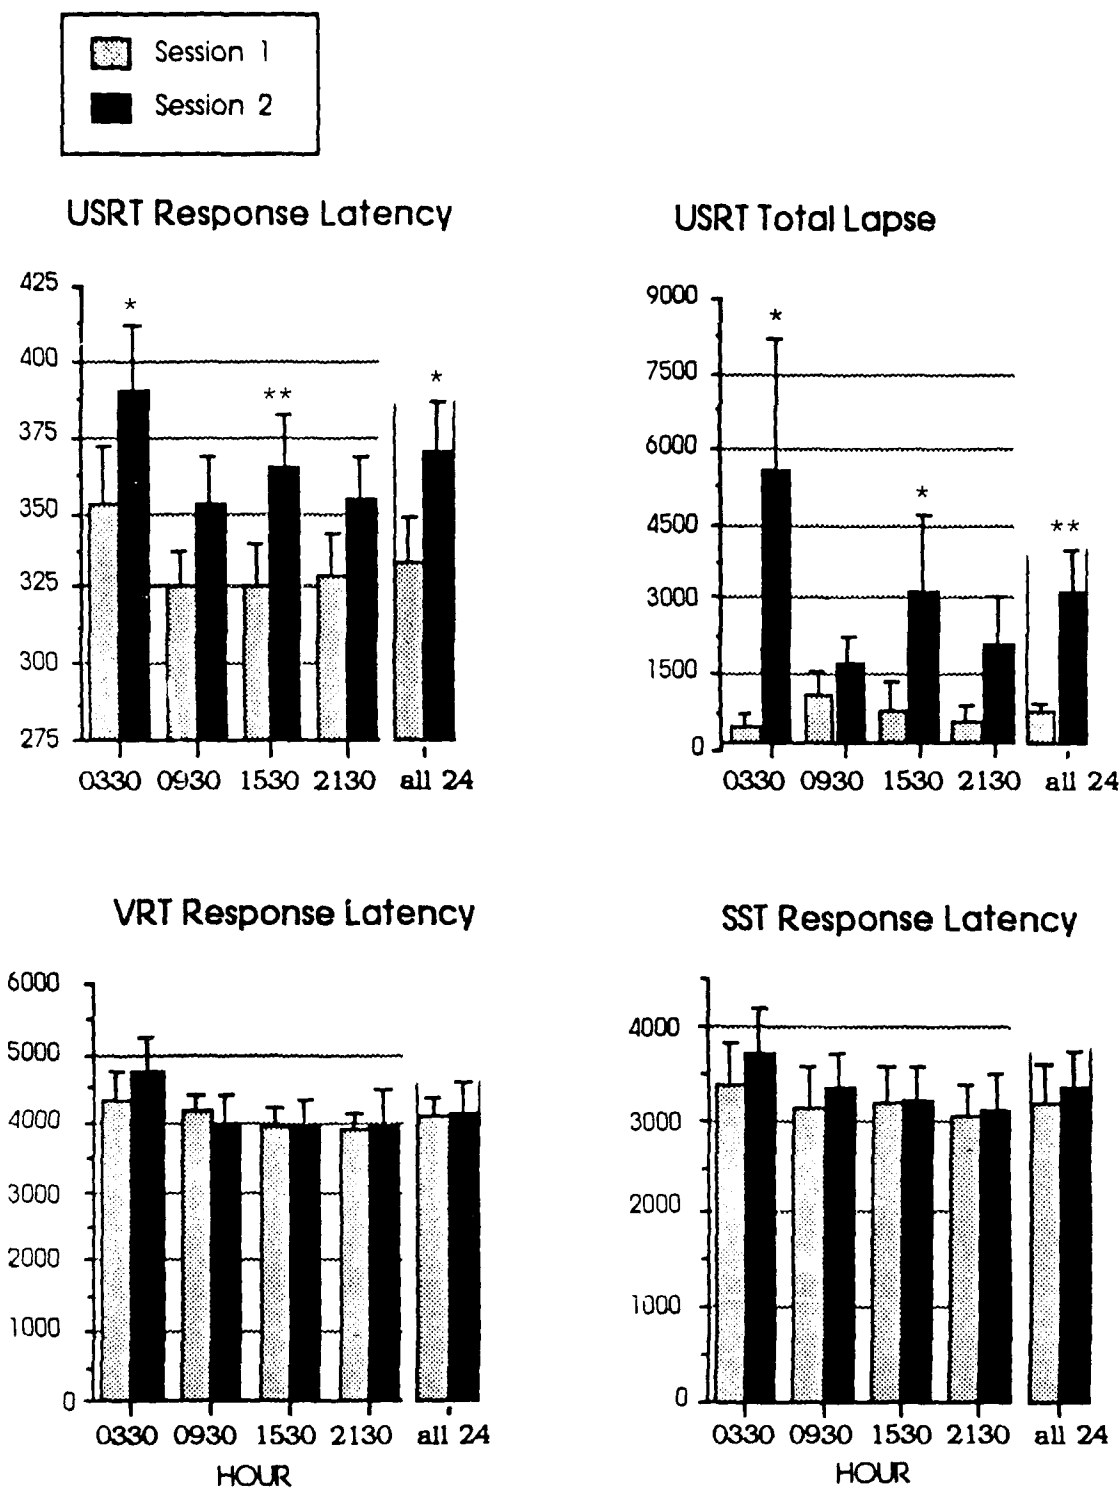 Session 1
Session 2
USRT Response Latency
425
400
375
350
325
300
275
*
**
*
0330 0930 1530 2130 all 24
USRT Total Lapse
9000
7500
6000
4500
3000
1500
0
*
*
**
0330 0930 1530 2130 all 24
VRT Response Latency
6000
5000
4000
3000
2000
1000
0
0330 0930 1530 2130 all 24
HOUR
SST Response Latency
4000
3000
2000
1000
0
0330 0930 1530 2130 all 24
HOUR